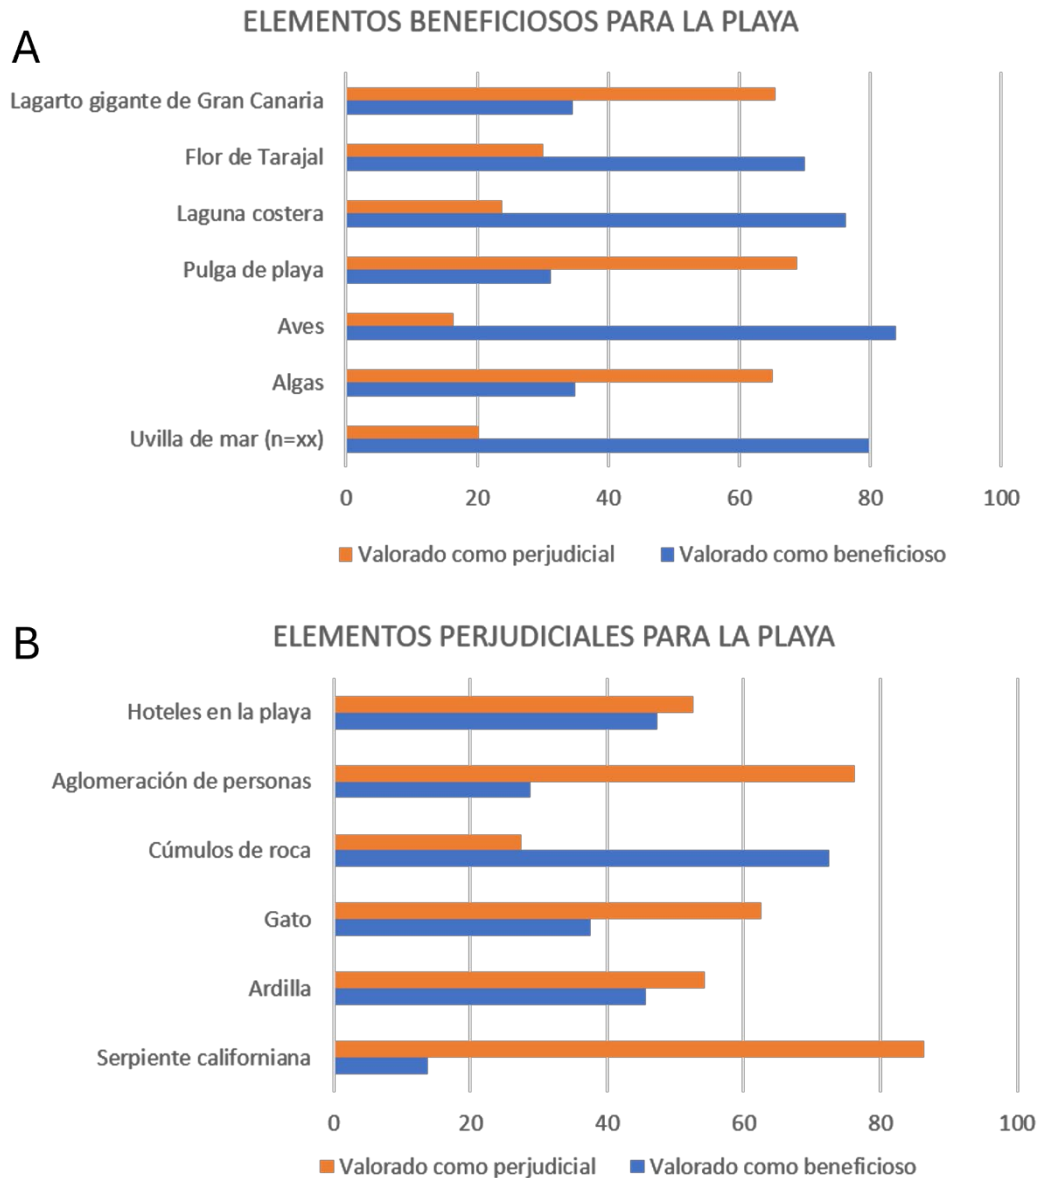 ELEMENTOS BENEFICIOSOS PARA LA PLAYA
A
Lagarto gigante de Gran Canaria
Flor de Tarajal
Laguna costera
Pulga de playa
Aves
Algas
Uvilla de mar (n=xx)
0 20 40 60 80 100
Valorado como perjudicial Valorado como beneficioso
B
ELEMENTOS PERJUDICIALES PARA LA PLAYA
Hoteles en la playa
Aglomeración de personas
Cúmulos de roca
Gato
Ardilla
Serpiente californiana
0 20 40 60 80 100
Valorado como perjudicial Valorado como beneficioso